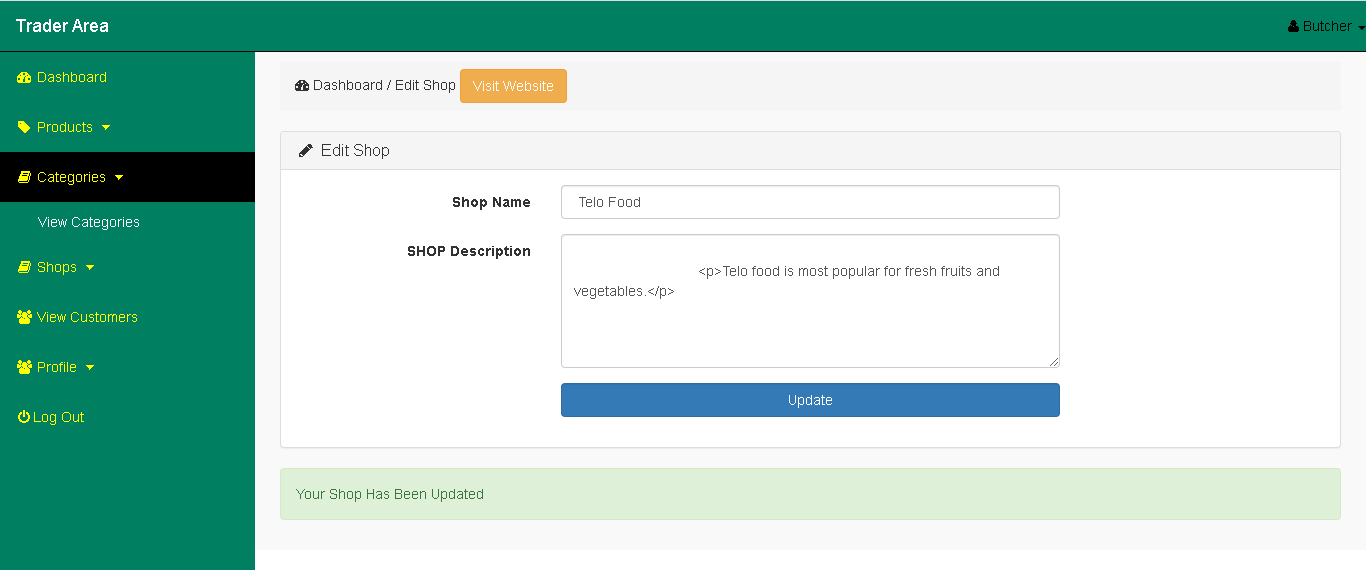 Trader Area
Butcher
Dashboard
Products
Categories
View Categories
Shops
View Customers
Profile
Log Out
Dashboard / Edit Shop Visit Website
Edit Shop
Shop Name Telo Food
SHOP Description
<p>Telo food is most popular for fresh fruits and
vegetables.</p>
Update
Your Shop Has Been Updated